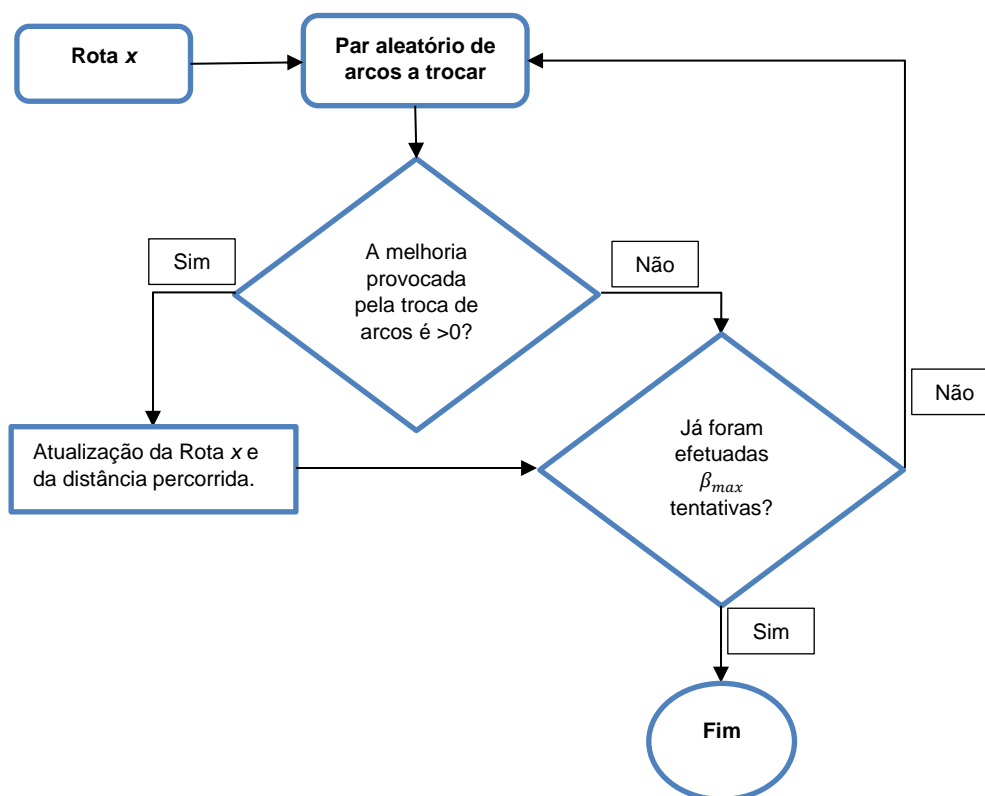 Rota x
Par aleatório de
arcos a trocar
A melhoria
provocada
pela troca de
arcos é >0?
Sim
Não
Atualização da Rota x e
da distância percorrida.
Já foram
efetuadas
β_max
tentativas?
Não
Sim
Fim